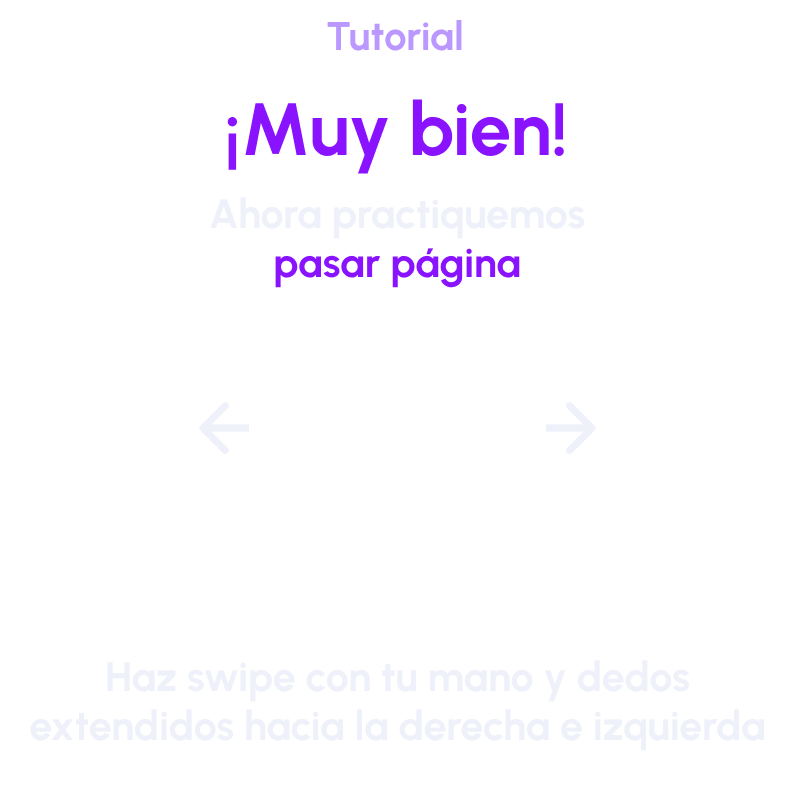 Tutorial
¡Muy bien!
Ahora practiquemos
pasar página
Haz swipe con tu mano y dedos
extendidos hacia la derecha e izquierda